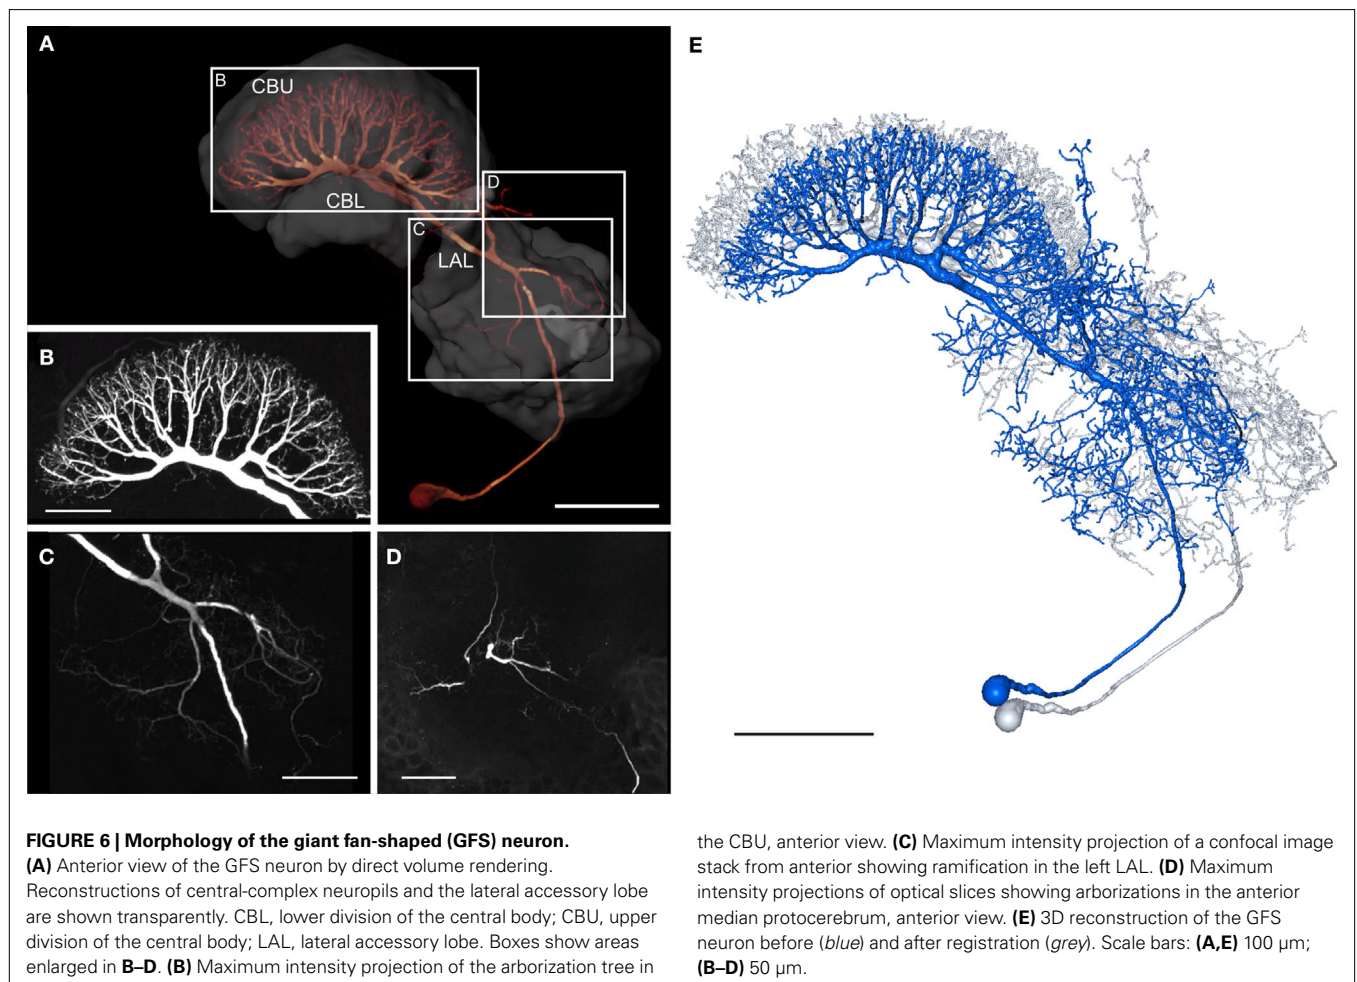 A
B
CBU
CBL
D
C
LAL
B
C
D
E
FIGURE 6 | Morphology of the giant fan-shaped (GFS) neuron.
(A) Anterior view of the GFS neuron by direct volume rendering.
Reconstructions of central-complex neuropils and the lateral accessory lobe
are shown transparently. CBL, lower division of the central body; CBU, upper
division of the central body; LAL, lateral accessory lobe. Boxes show areas
enlarged in B–D. (B) Maximum intensity projection of the arborization tree in
the CBU, anterior view. (C) Maximum intensity projection of a confocal image
stack from anterior showing ramification in the left LAL. (D) Maximum
intensity projections of optical slices showing arborizations in the anterior
median protocerebrum, anterior view. (E) 3D reconstruction of the GFS
neuron before (blue) and after registration (grey). Scale bars: (A,E) 100 µm;
(B–D) 50 µm.